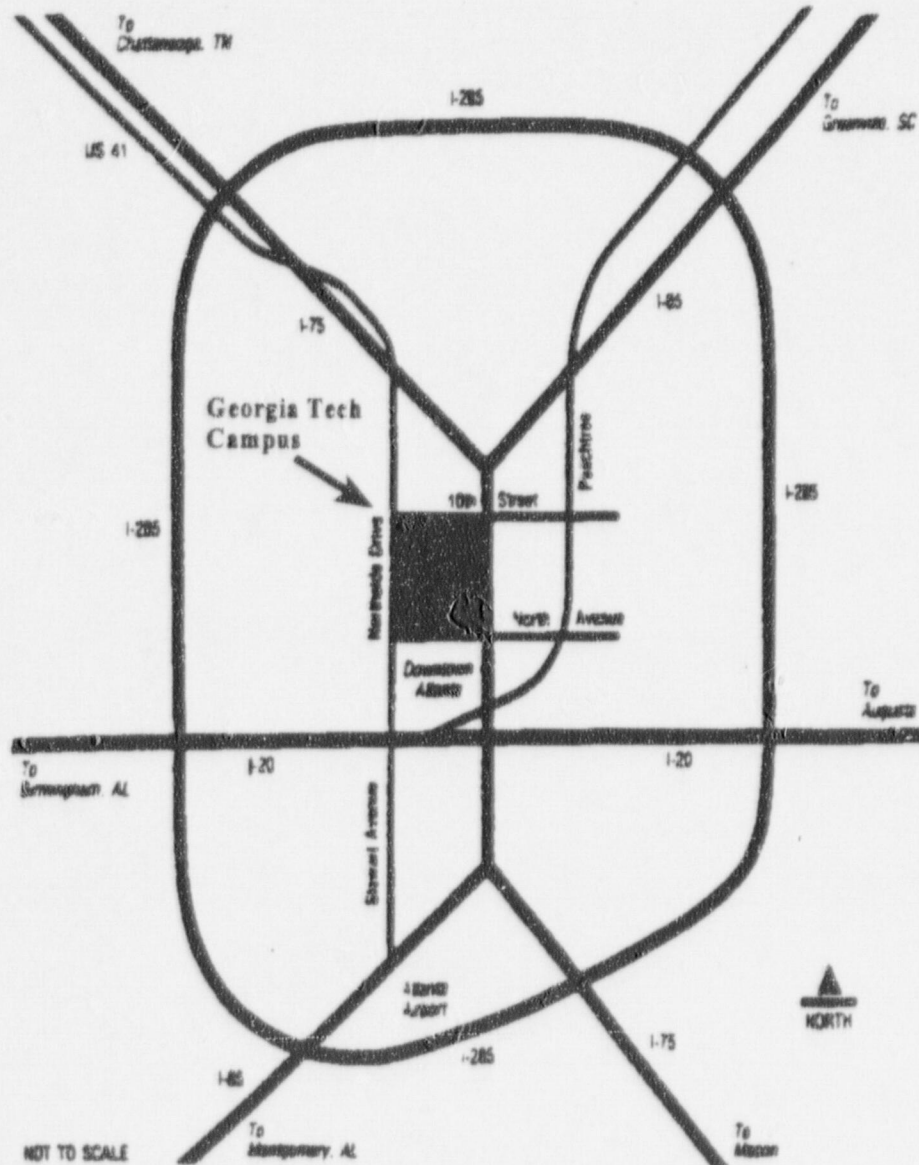 To
Chattanooga, TN
I-285
To
Greenville, SC
US 41
I-75
I-85
Georgia Tech
Campus
Peachtree
10th Street
I-285
I-285
Northside Drive
North Avenue
Downtown
Atlanta
To
Augusta
I-20
I-20
To
Birmingham, AL
Stewart Avenue
Atlanta
Airport
NORTH
I-285
I-75
I-85
To
Montgomery, AL
To
Macon
NOT TO SCALE